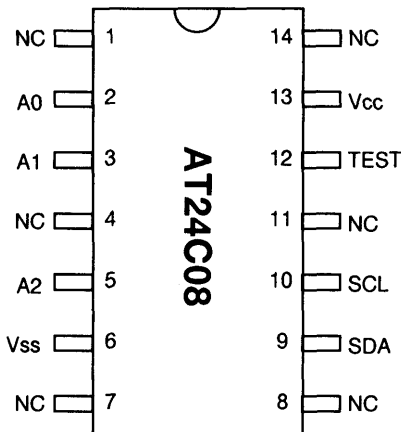 NC 1 14 NC
A0 2 13 Vcc
A1 3 12 TEST
NC 4 11 NC
A2 5 10 SCL
Vss 6 9 SDA
NC 7 8 NC
AT24C08